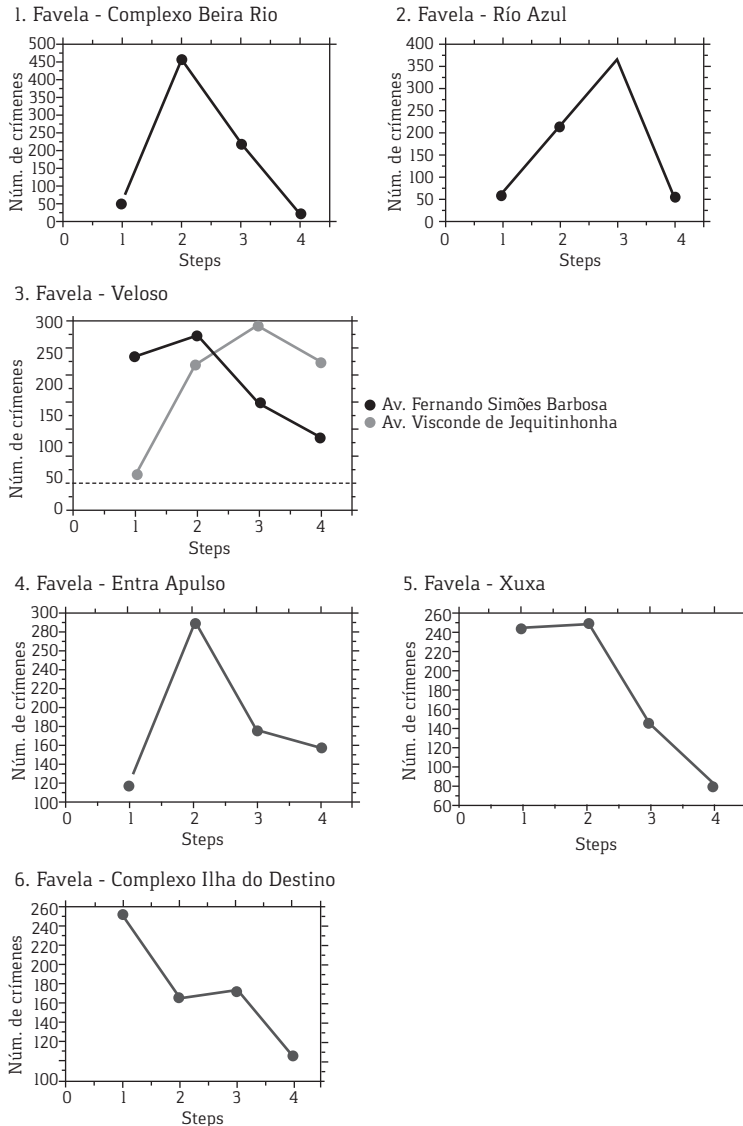 1. Favela - Complexo Beira Rio
Núm. de crímenes
500
450
400
350
300
250
200
150
100
50
0
0 1 2 3 4
Steps
2. Favela - Río Azul
Núm. de crímenes
400
350
300
250
200
150
100
50
0
0 1 2 3 4
Steps
3. Favela - Veloso
Núm. de crímenes
300
250
200
150
100
50
0
0 1 2 3 4
Steps
Av. Fernando Simões Barbosa
Av. Visconde de Jequitinhonha
4. Favela - Entra Apulso
Núm. de crímenes
300
280
260
220
200
180
160
140
120
100
0 1 2 3 4
Steps
5. Favela - Xuxa
Núm. de crímenes
260
240
220
200
180
160
140
120
100
80
60
0 1 2 3 4
Steps
6. Favela - Complexo Ilha do Destino
Núm. de crímenes
260
240
220
200
180
160
140
120
100
0 1 2 3 4
Steps